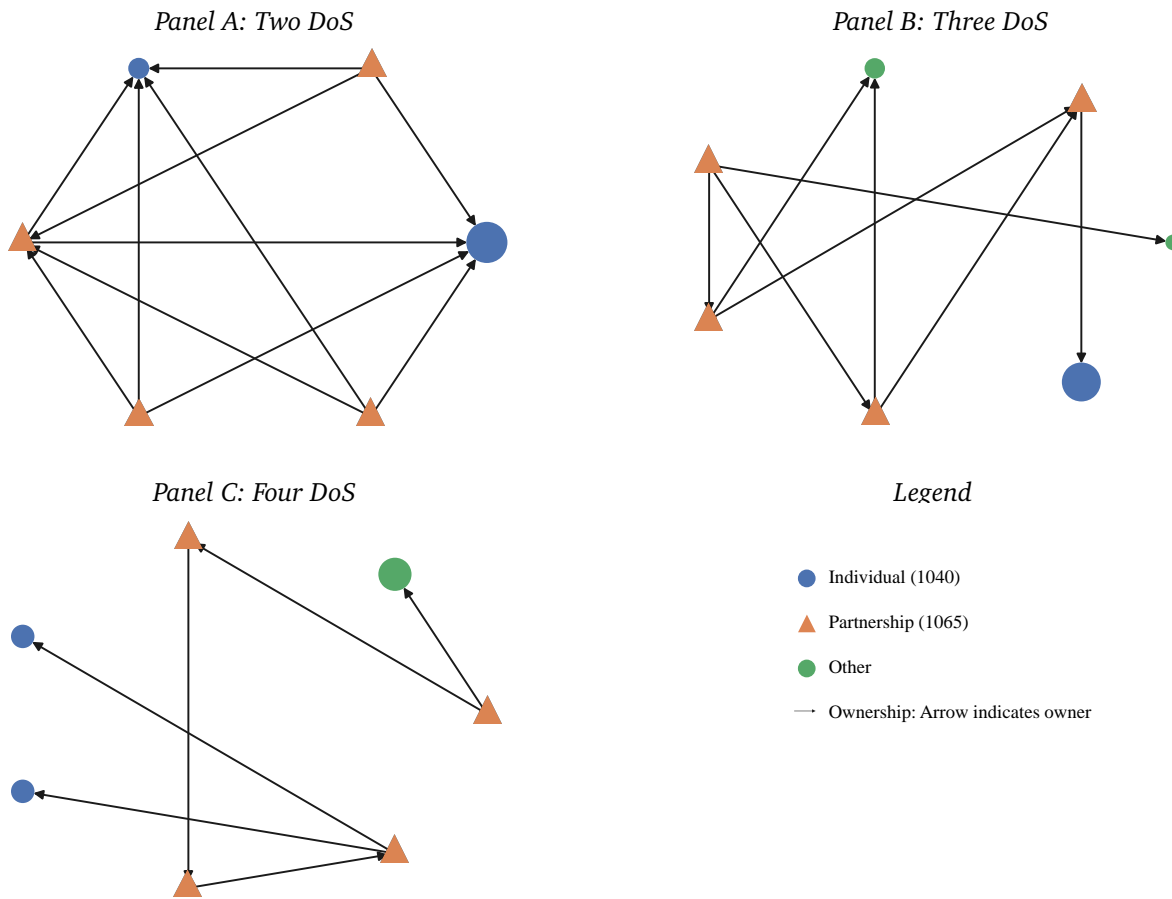 Panel A: Two DoS
Panel B: Three DoS
Panel C: Four DoS
Legend
Individual (1040)
Partnership (1065)
Other
Ownership: Arrow indicates owner